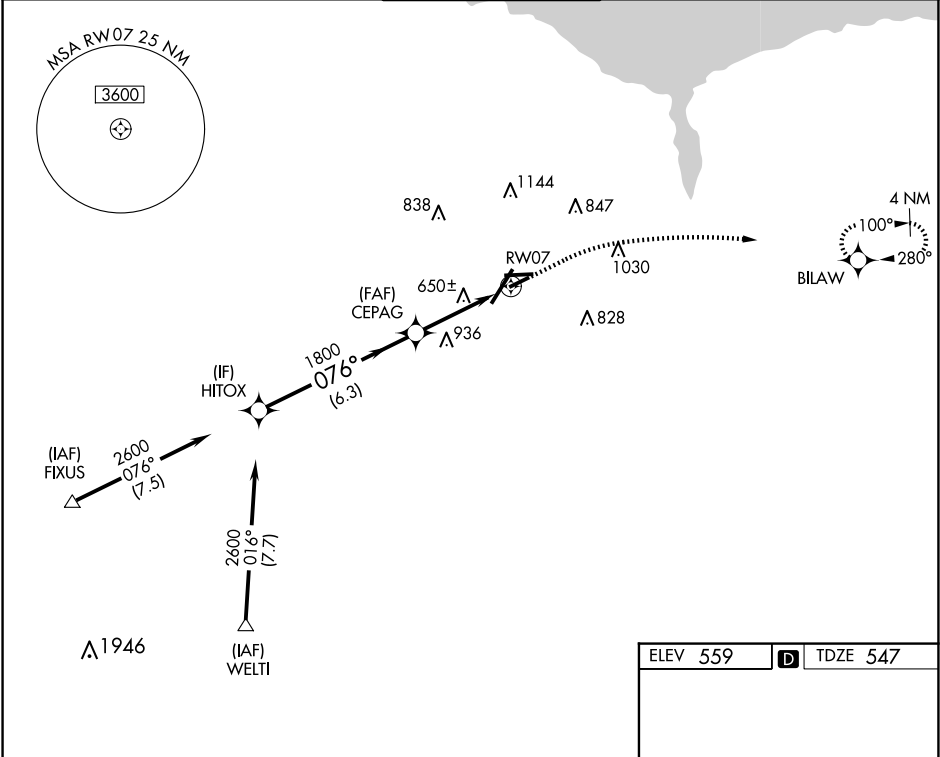 MSA RW07 25 NM
3600
1144
838
847
4 NM
100°
280°
BILAW
RW07
1030
650±
(FAF)
CEPAG
936
828
1800
076°
(6.3)
(IF)
HITOX
(IAF)
FIXUS
2600
076°
(7.5)
2600
016°
(7.7)
1946
(IAF)
WELTI
ELEV 559 D TDZE 547